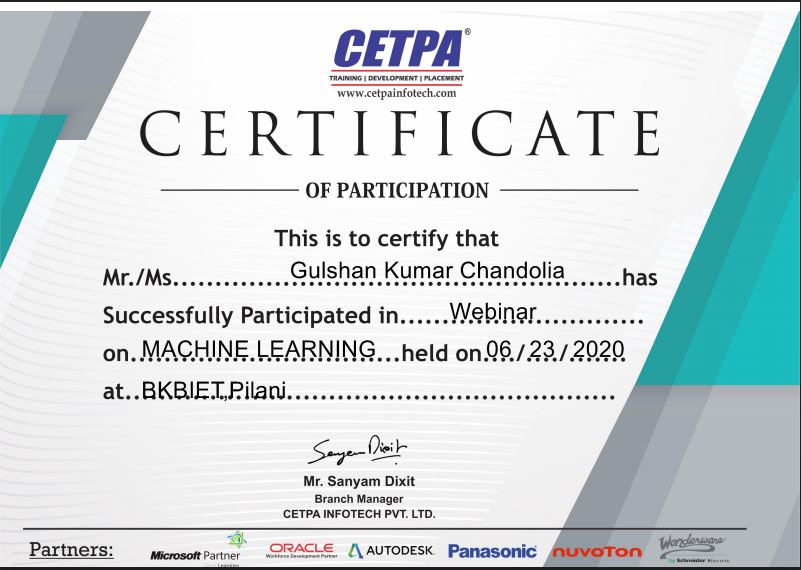 CETPA®
TRAINING | DEVELOPMENT | PLACEMENT
www.cetpainfotech.com
CERTIFICATE
OF PARTICIPATION
This is to certify that
Mr./Ms.....Gulshan Kumar Chandolia.....has
Successfully Participated in.....Webinar.....
on..MACHINE LEARNING...held on.06/23/2020
at..BKBIET,Pilani.....
Sanyam Dixit
Mr. Sanyam Dixit
Branch Manager
CETPA INFOTECH PVT. LTD.
Partners: Microsoft Partner Learning ORACLE Workforce Development Partner AUTODESK. Panasonic nuvoTon Wonderware by Schneider Electric